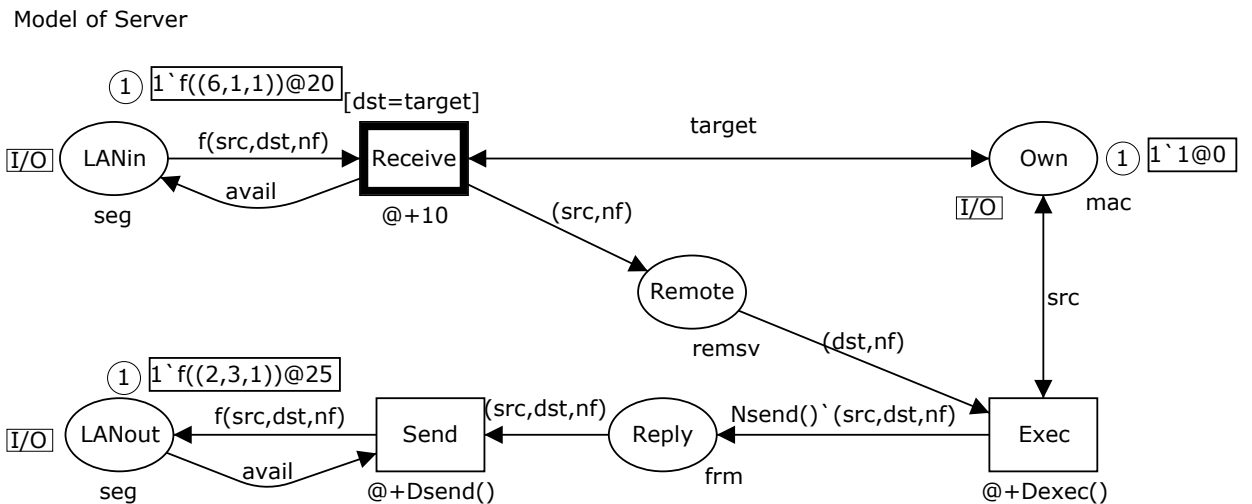 Model of Server
1 1`f((6,1,1))@20
[dst=target]
I/O LANin f(src,dst,nf) Receive target Own 1 1`1@0
avail
seg @+10 I/O mac
(src,nf)
Remote src
remsv (dst,nf)
1 1`f((2,3,1))@25
I/O LANout f(src,dst,nf) Send (src,dst,nf) Reply Nsend()`(src,dst,nf) Exec
avail
seg @+Dsend() frm @+Dexec()